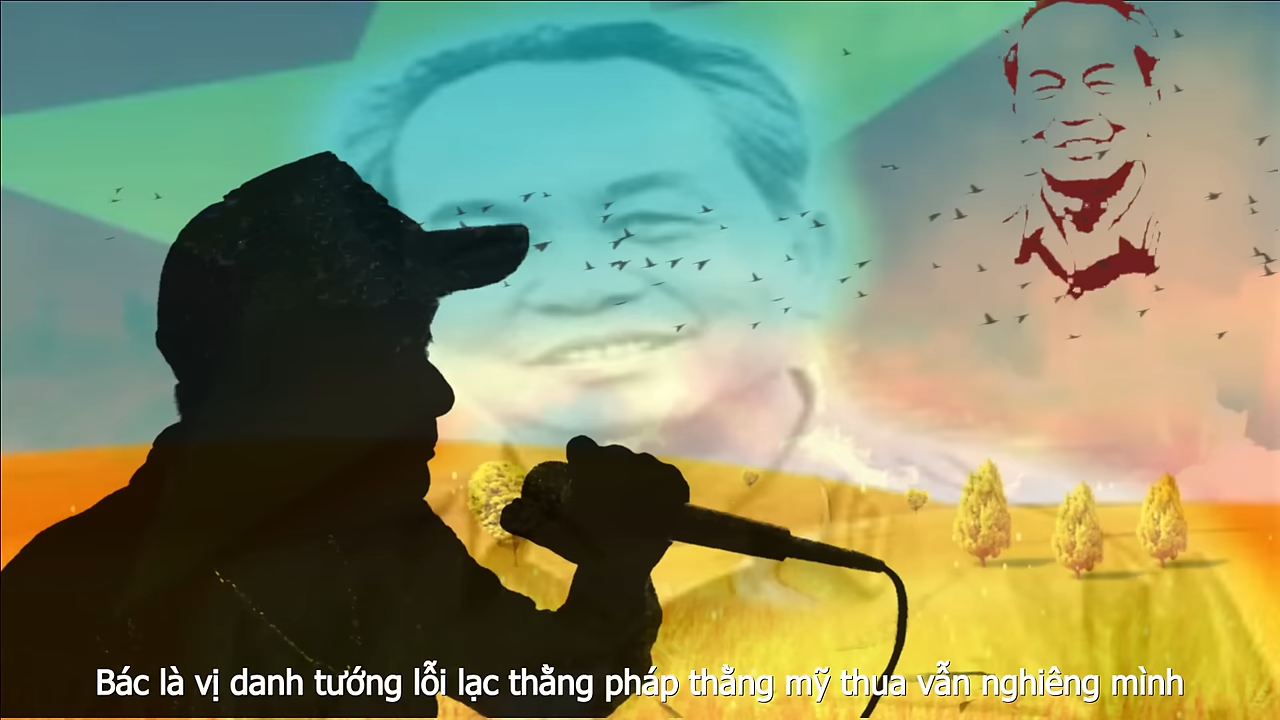 Bác là vị danh tướng lỗi lạc thằng pháp thằng mỹ thua vẫn nghiêng mình